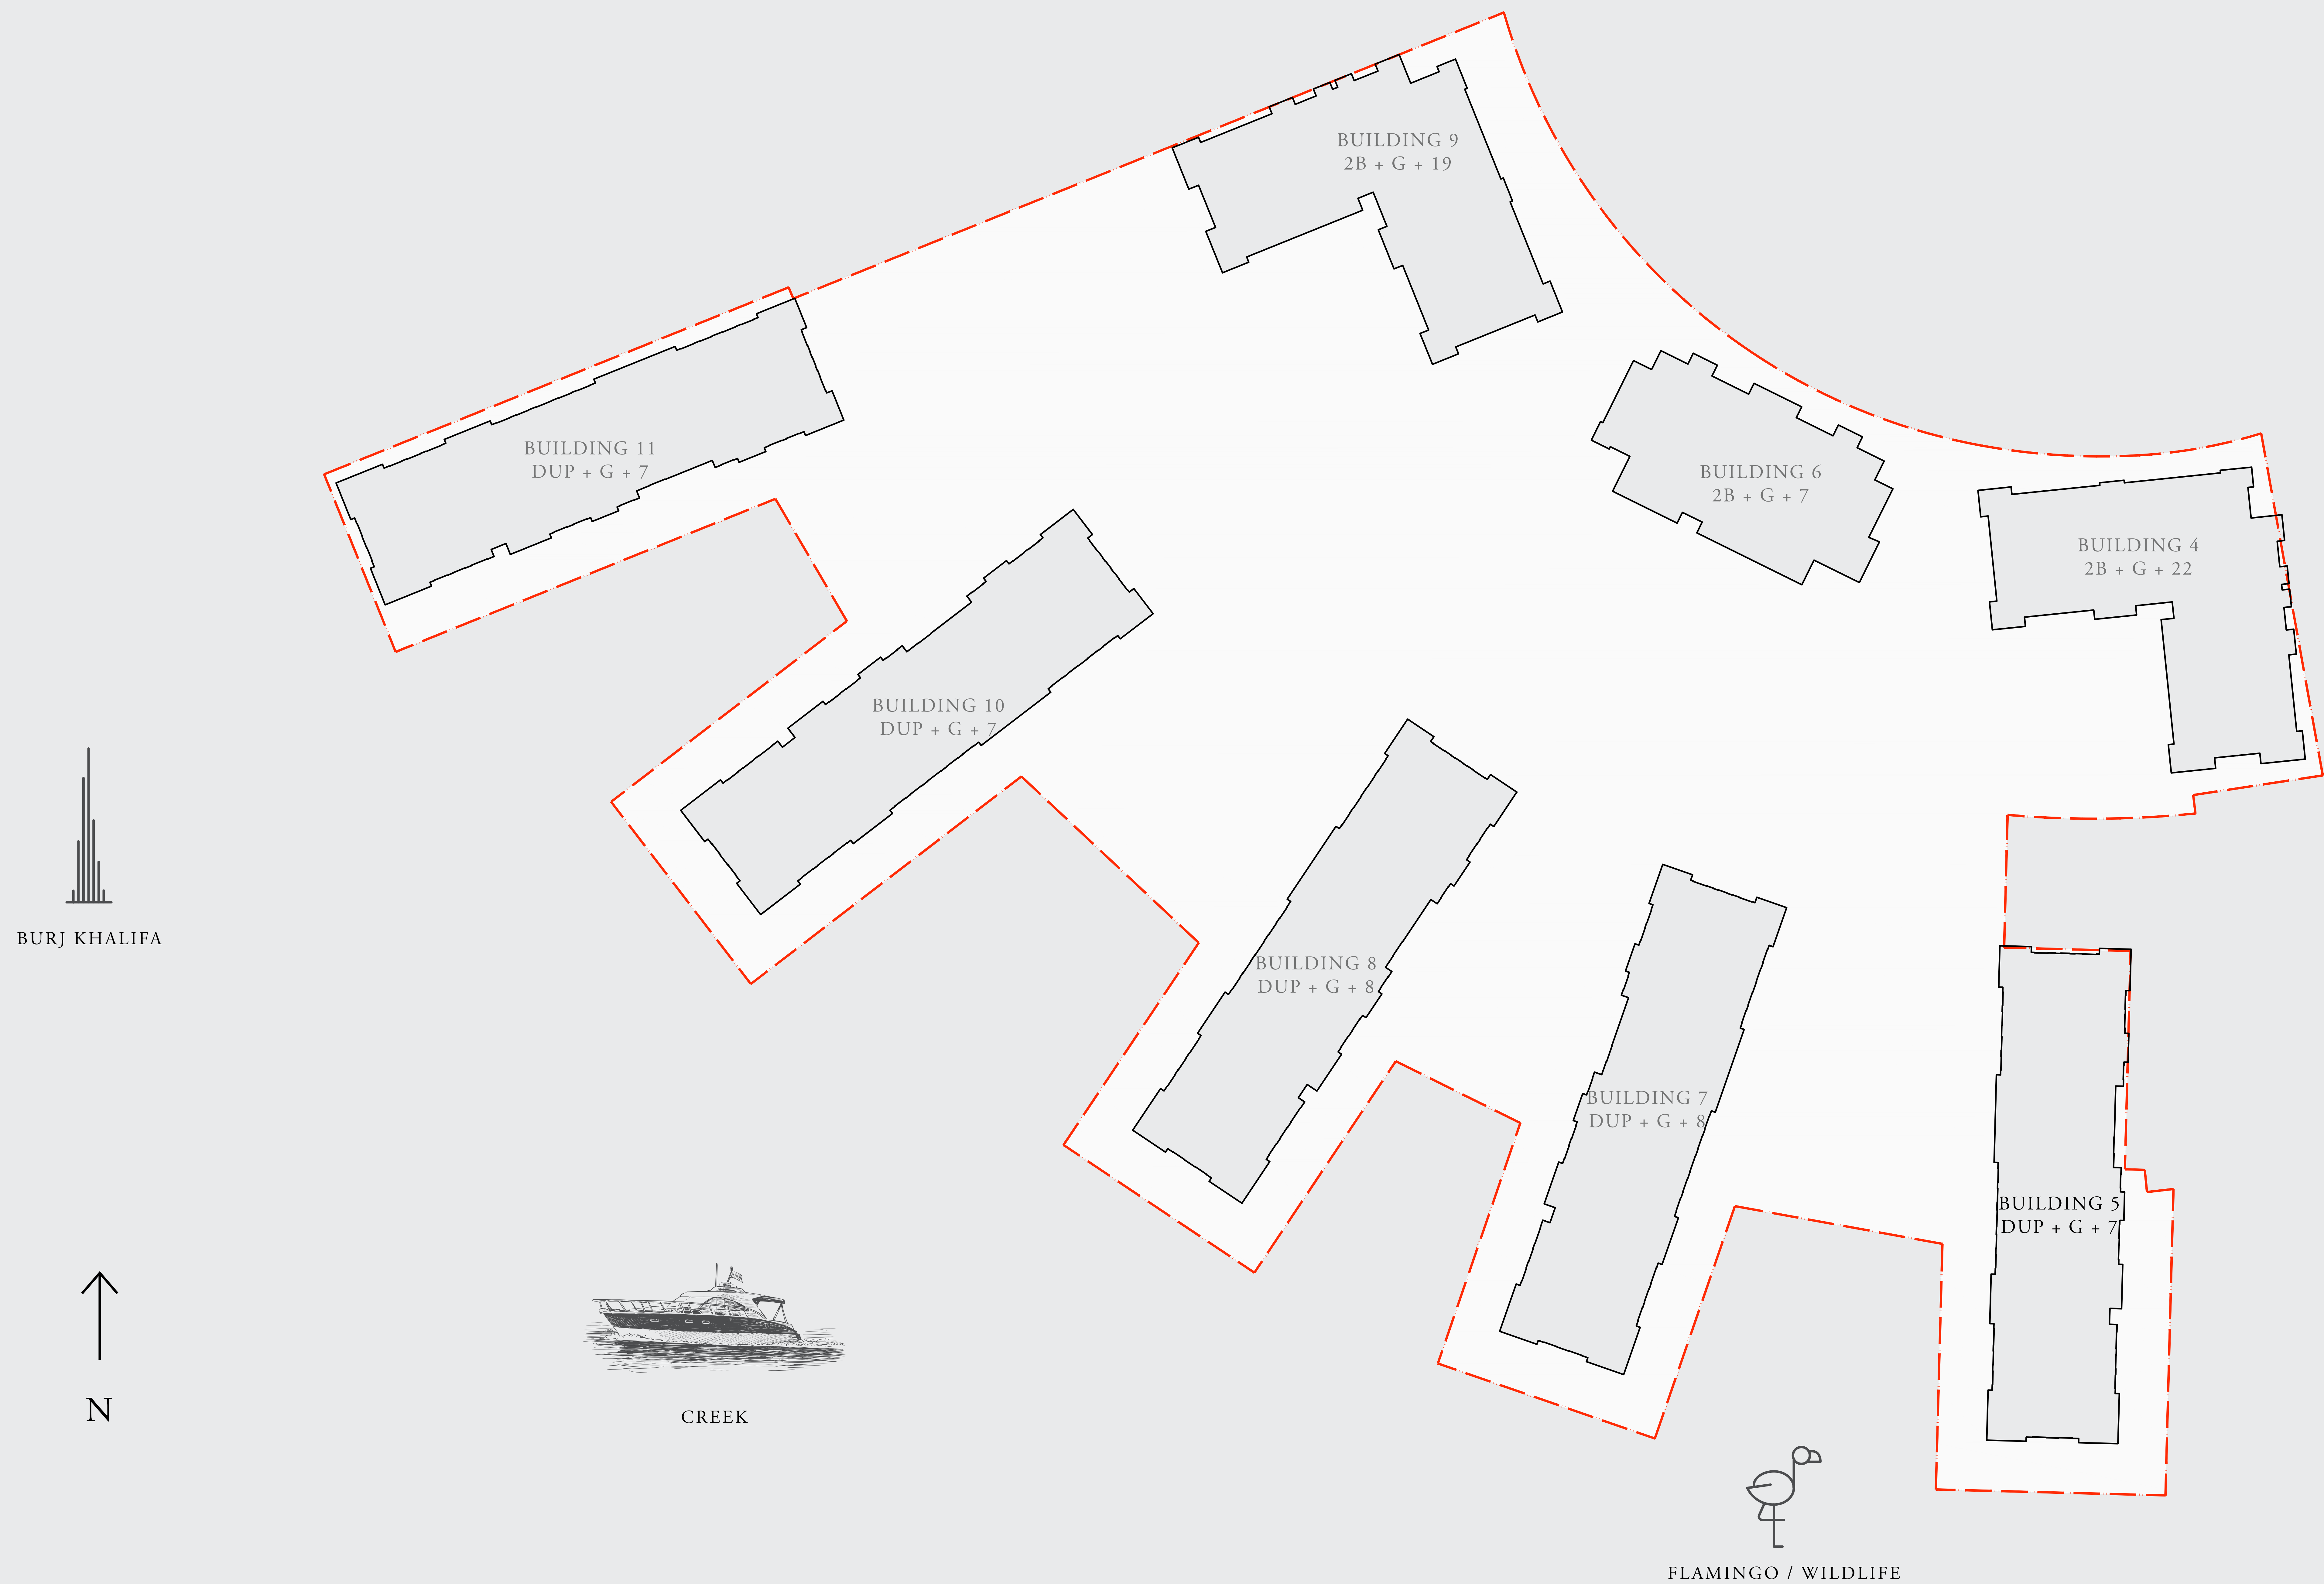 BUILDING 9
2B + G + 19
BUILDING 11
DUP + G + 7
BUILDING 6
2B + G + 7
BUILDING 4
2B + G + 22
BUILDING 10
DUP + G + 7
BURJ KHALIFA
BUILDING 8
DUP + G + 8
BUILDING 7
DUP + G + 8
BUILDING 5
DUP + G + 7
N
CREEK
FLAMINGO / WILDLIFE